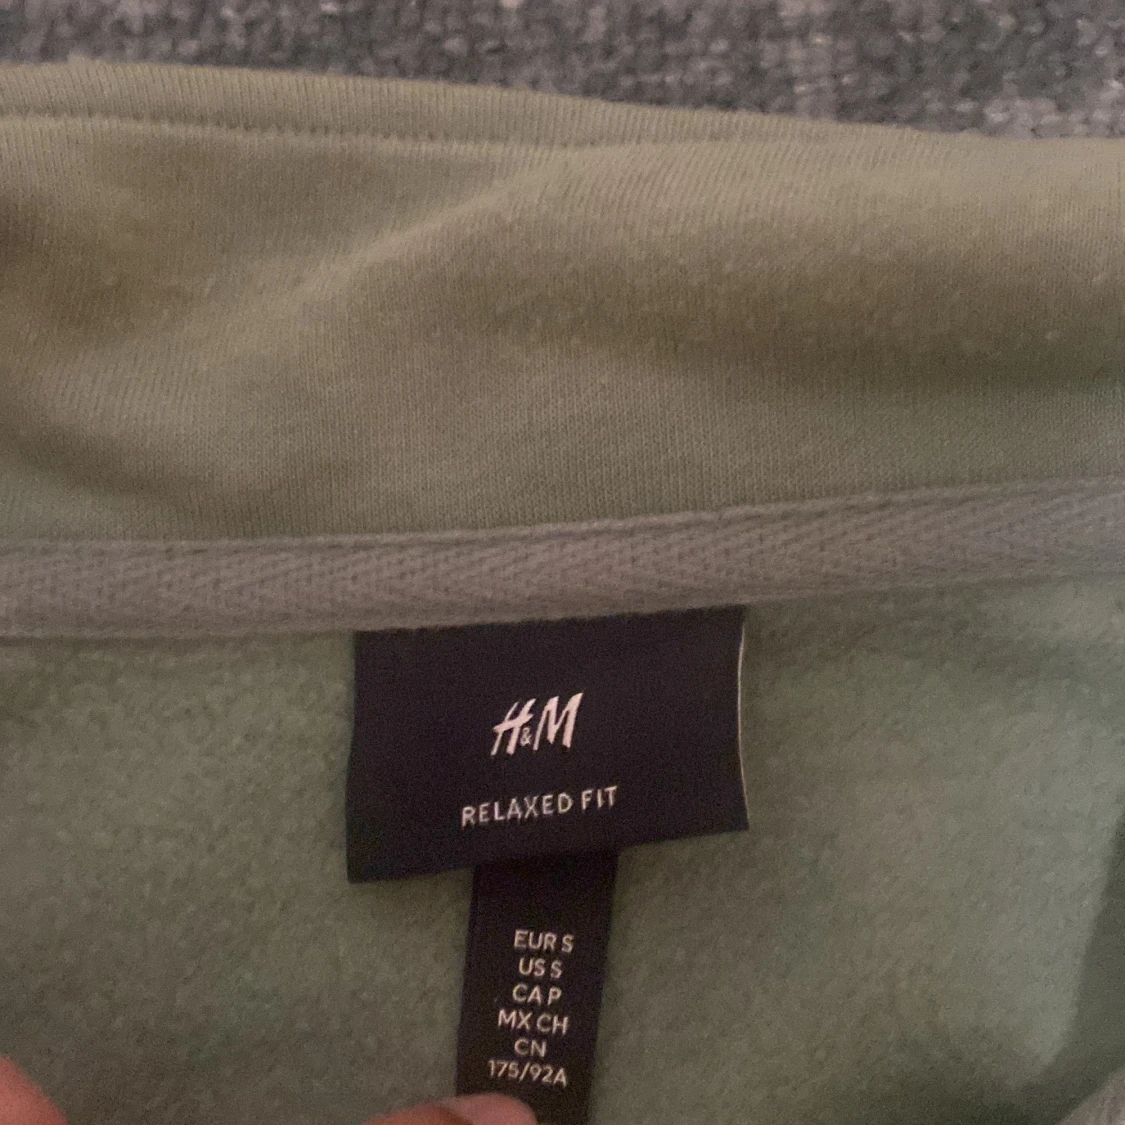 H&M
RELAXED FIT
EUR S
US S
CA P
MX CH
CN
175/92A